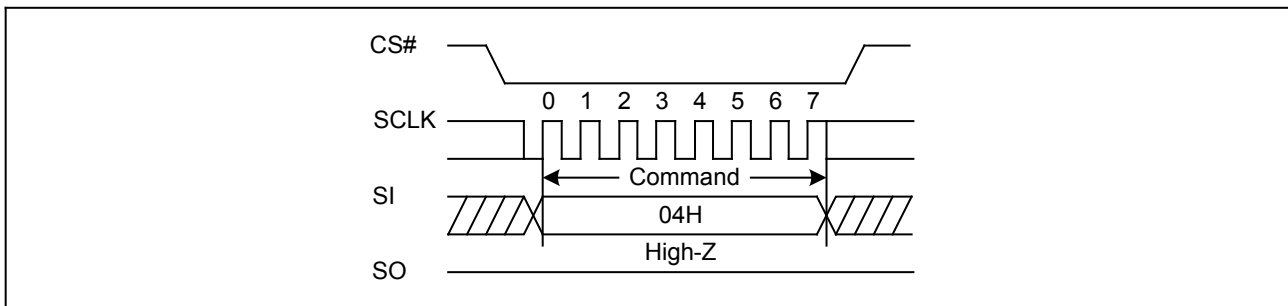 CS#
0 1 2 3 4 5 6 7
SCLK
Command
SI
04H
High-Z
SO